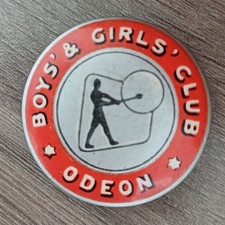 BOYS' & GIRLS' CLUB
ODEON